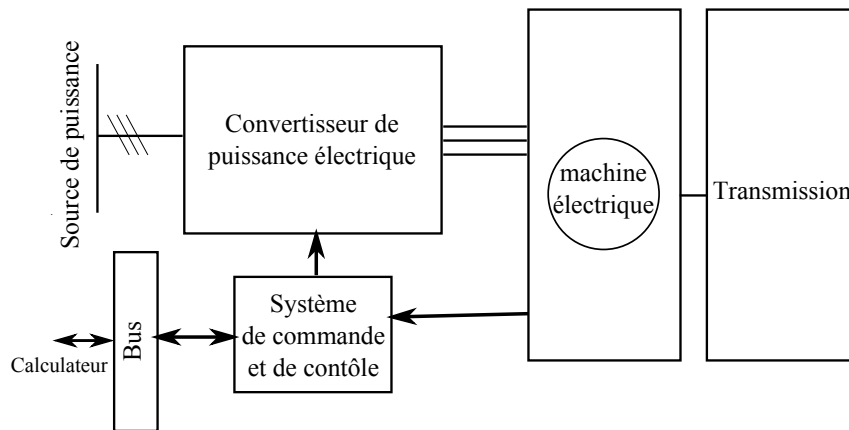 Source de puissance
Convertisseur de
puissance électrique
machine
électrique
Transmission
Système
de commande
et de contôle
Bus
Calculateur